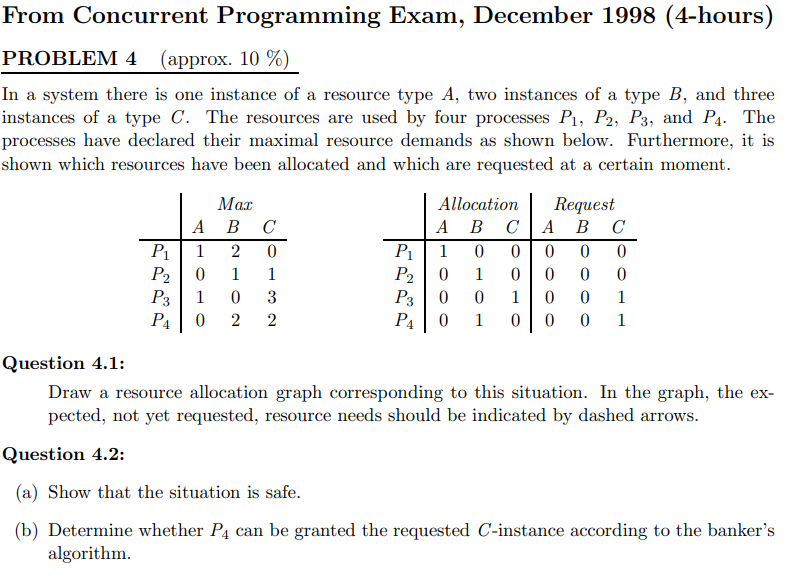 From Concurrent Programming Exam, December 1998 (4-hours)
PROBLEM 4 (approx. 10 %)
In a system there is one instance of a resource type A, two instances of a type B, and three
instances of a type C. The resources are used by four processes P₁, P₂, P₃, and P₄. The
processes have declared their maximal resource demands as shown below. Furthermore, it is
shown which resources have been allocated and which are requested at a certain moment.
Max Allocation Request
A B C A B C A B C
P₁ 1 2 0 P₁ 1 0 0 0 0 0
P₂ 0 1 1 P₂ 0 1 0 0 0 0
P₃ 1 0 3 P₃ 0 0 1 0 0 1
P₄ 0 2 2 P₄ 0 1 0 0 0 1
Question 4.1:
Draw a resource allocation graph corresponding to this situation. In the graph, the ex-
pected, not yet requested, resource needs should be indicated by dashed arrows.
Question 4.2:
(a) Show that the situation is safe.
(b) Determine whether P₄ can be granted the requested C-instance according to the banker's
algorithm.